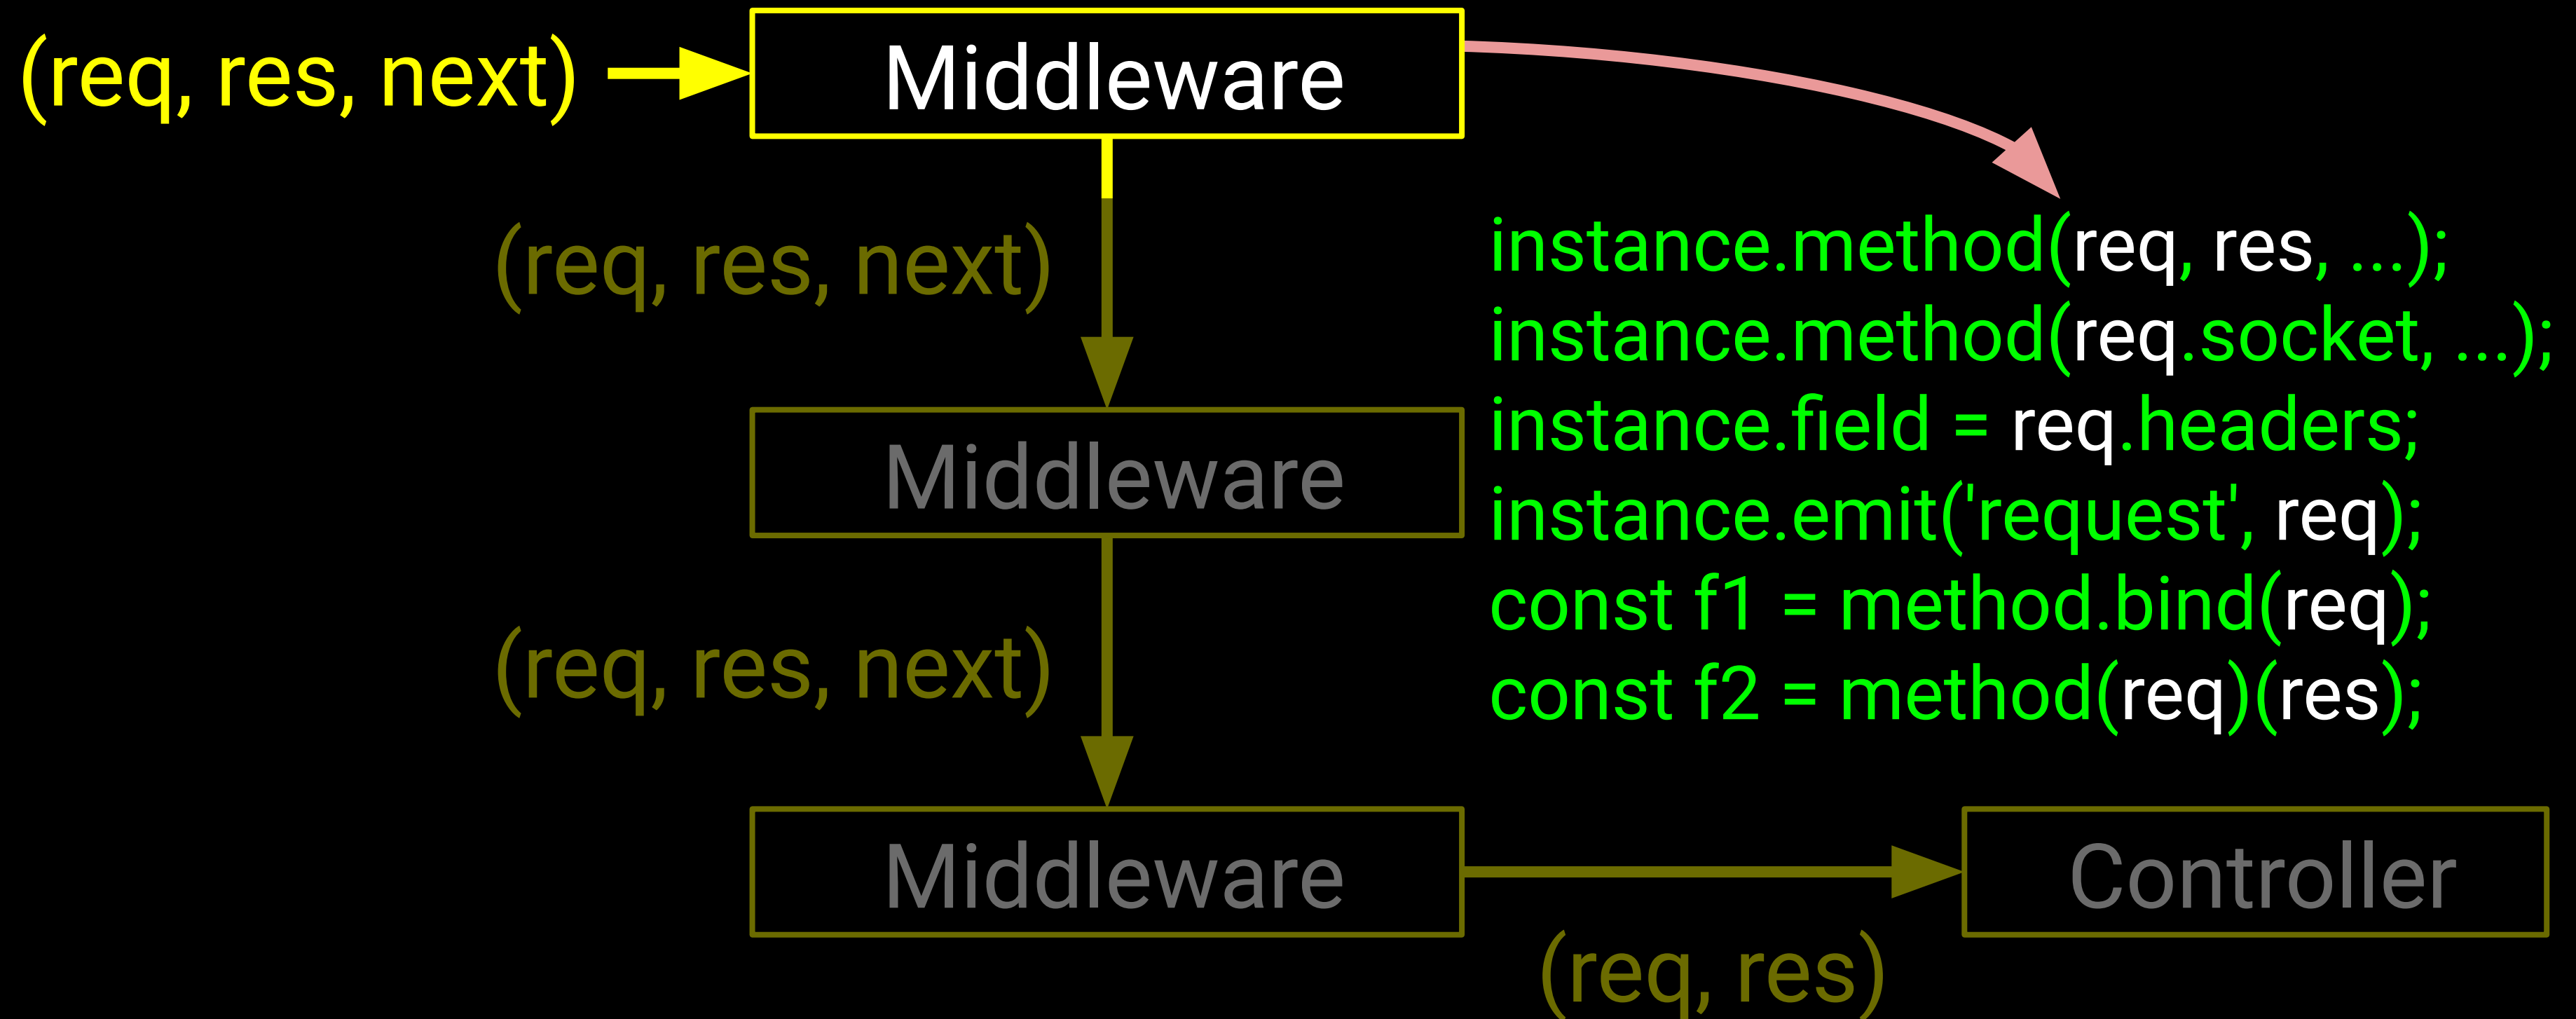 (req, res, next)
Middleware
(req, res, next)
instance.method(req, res, ...);
instance.method(req.socket, ...);
instance.field = req.headers;
instance.emit('request', req);
const f1 = method.bind(req);
const f2 = method(req)(res);
Middleware
(req, res, next)
Middleware
Controller
(req, res)